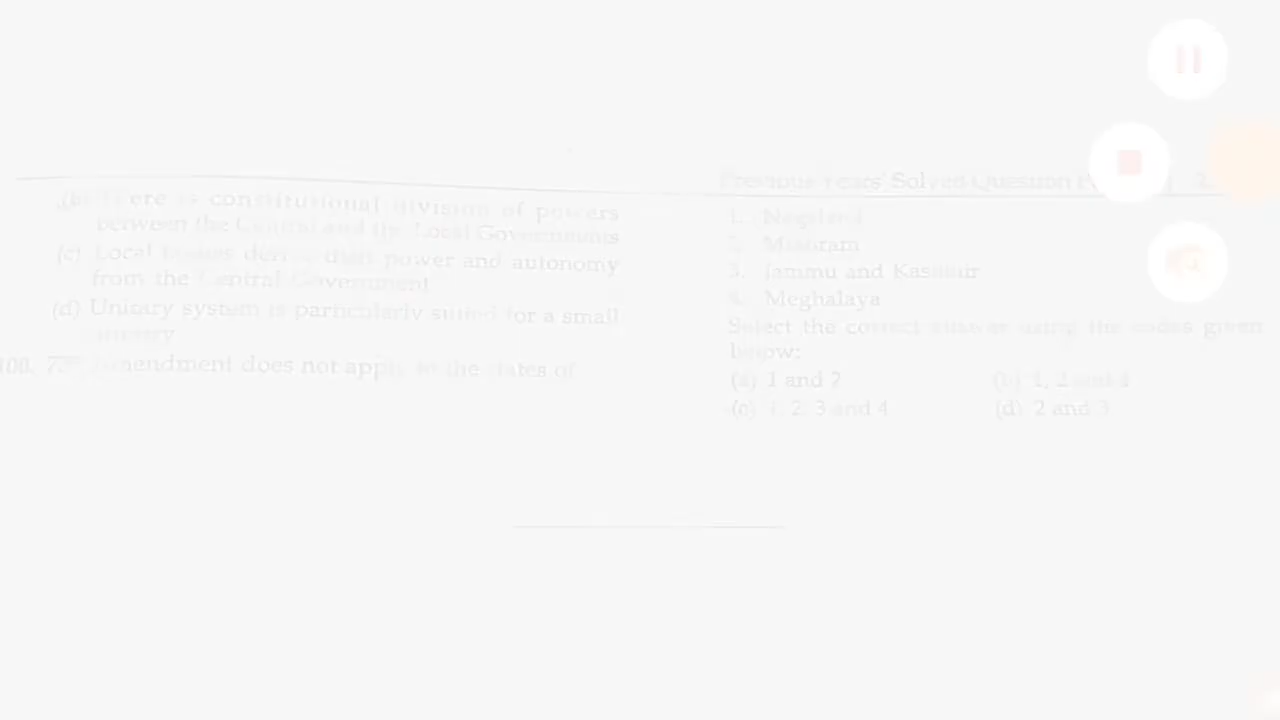 (b) There is constitutional division of powers
between the Central and the Local Governments
(c) Local bodies derive their power and autonomy
from the Central Government
(d) Unitary system is particularly suited for a small
country
100. Amendment does not apply to the states of
Previous Years' Solved Question
1. Nagaland
2. Mizoram
3. Jammu and Kashmir
4. Meghalaya
Select the correct answer using the codes given
below:
(a) 1 and 2
(b) 1, 2 and
(c) 1, 2, 3 and 4
(d) 2 and 3